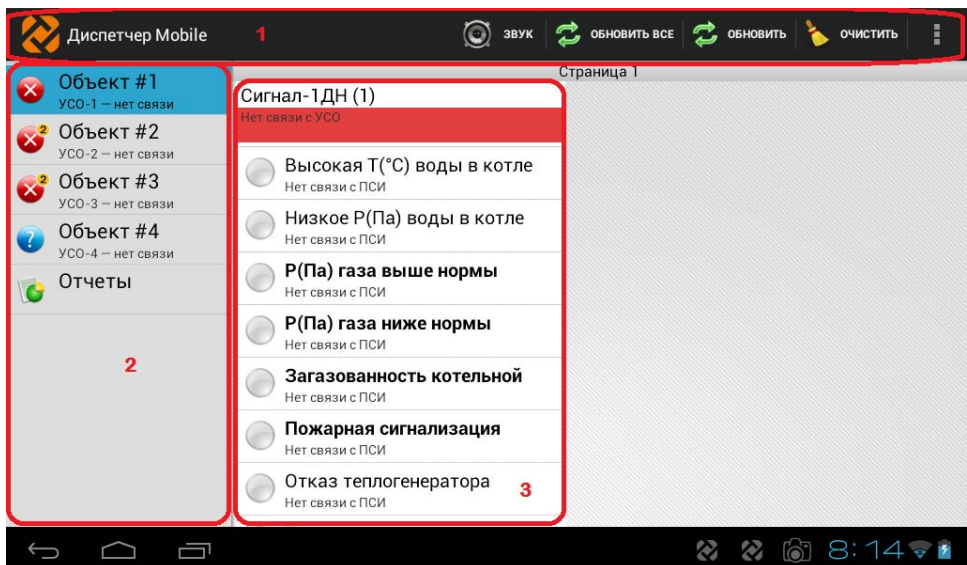 Диспетчер Mobile
1
ЗВУК
ОБНОВИТЬ ВСЕ
ОБНОВИТЬ
ОЧИСТИТЬ
Объект #1
УСО-1 — нет связи
2
Объект #2
УСО-2 — нет связи
2
Объект #3
УСО-3 — нет связи
?
Объект #4
УСО-4 — нет связи
Отчеты
2
Страница 1
Сигнал-1ДН (1)
Нет связи с УСО
Высокая T(°C) воды в котле
Нет связи с ПСИ
Низкое P(Па) воды в котле
Нет связи с ПСИ
P(Па) газа выше нормы
Нет связи с ПСИ
P(Па) газа ниже нормы
Нет связи с ПСИ
Загазованность котельной
Нет связи с ПСИ
Пожарная сигнализация
Нет связи с ПСИ
Отказ теплогенератора
Нет связи с ПСИ
3
8:14